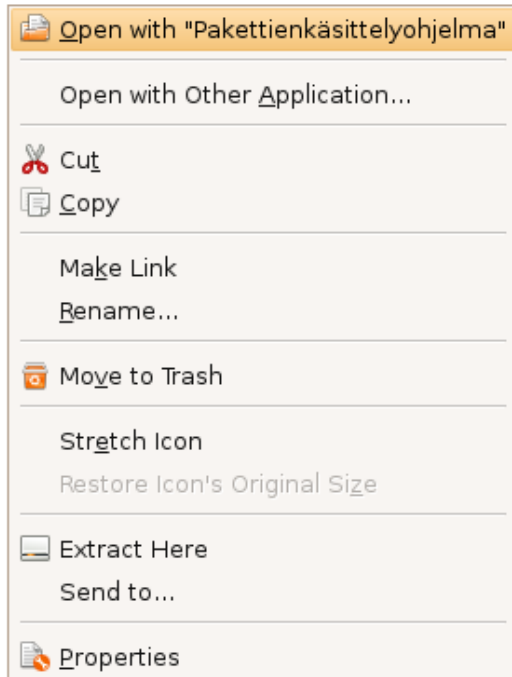 Open with "Pakettienkäsittelyohjelma"
Open with Other Application...
Cut
Copy
Make Link
Rename...
Move to Trash
Stretch Icon
Restore Icon's Original Size
Extract Here
Send to...
Properties